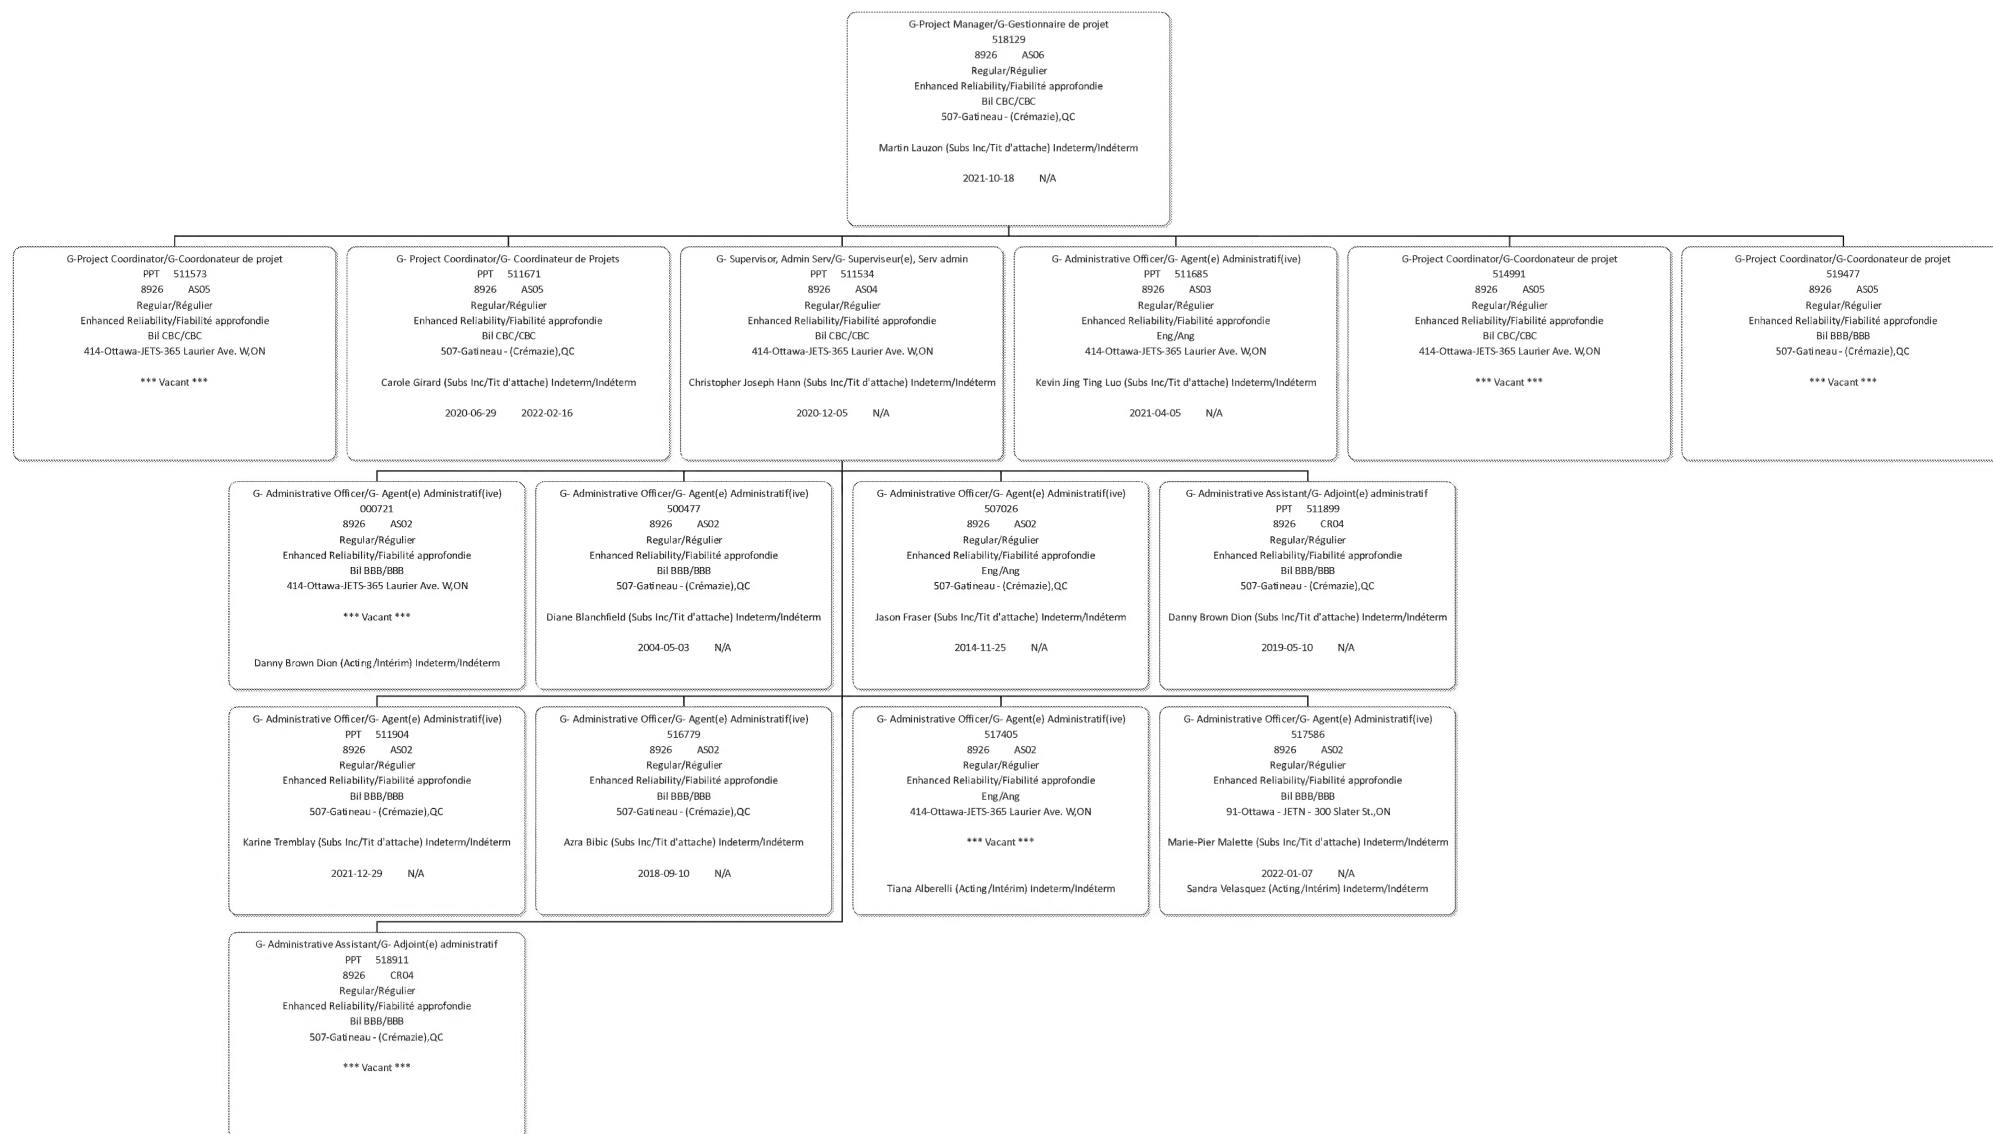 G-Project Manager/G-Gestionnaire de projet
518129
8926 AS06
Regular/Régulier
Enhanced Reliability/Fiabilité approfondie
Bil CBC/CBC
507-Gatineau - (Crémazie),QC
Martin Lauzon (Subs Inc/Tit d'attache) Indeterm/Indéterm
2021-10-18 N/A
G-Project Coordinator/G-Coordonateur de projet
PPT 511573
8926 AS05
Regular/Régulier
Enhanced Reliability/Fiabilité approfondie
Bil CBC/CBC
414-Ottawa-JETS-365 Laurier Ave. W,ON
*** Vacant ***
G- Project Coordinator/G- Coordinateur de Projets
PPT 511671
8926 AS05
Regular/Régulier
Enhanced Reliability/Fiabilité approfondie
Bil CBC/CBC
507-Gatineau - (Crémazie),QC
Carole Girard (Subs Inc/Tit d'attache) Indeterm/Indéterm
2020-06-29 2022-02-16
G- Supervisor, Admin Serv/G- Superviseur(e), Serv admin
PPT 511534
8926 AS04
Regular/Régulier
Enhanced Reliability/Fiabilité approfondie
Bil CBC/CBC
414-Ottawa-JETS-365 Laurier Ave. W,ON
Christopher Joseph Hann (Subs Inc/Tit d'attache) Indeterm/Indéterm
2020-12-05 N/A
G- Administrative Officer/G- Agent(e) Administratif(ive)
PPT 511685
8926 AS03
Regular/Régulier
Enhanced Reliability/Fiabilité approfondie
Eng/Ang
414-Ottawa-JETS-365 Laurier Ave. W,ON
Kevin Jing Ting Luo (Subs Inc/Tit d'attache) Indeterm/Indéterm
2021-04-05 N/A
G-Project Coordinator/G-Coordonateur de projet
514991
8926 AS05
Regular/Régulier
Enhanced Reliability/Fiabilité approfondie
Bil CBC/CBC
414-Ottawa-JETS-365 Laurier Ave. W,ON
*** Vacant ***
G-Project Coordinator/G-Coordonateur de projet
519477
8926 AS05
Regular/Régulier
Enhanced Reliability/Fiabilité approfondie
Bil BBB/BBB
507-Gatineau - (Crémazie),QC
*** Vacant ***
G- Administrative Officer/G- Agent(e) Administratif(ive)
000721
8926 AS02
Regular/Régulier
Enhanced Reliability/Fiabilité approfondie
Bil BBB/BBB
414-Ottawa-JETS-365 Laurier Ave. W,ON
*** Vacant ***
Danny Brown Dion (Acting/Intérim) Indeterm/Indéterm
G- Administrative Officer/G- Agent(e) Administratif(ive)
500477
8926 AS02
Regular/Régulier
Enhanced Reliability/Fiabilité approfondie
Bil BBB/BBB
507-Gatineau - (Crémazie),QC
Diane Blanchfield (Subs Inc/Tit d'attache) Indeterm/Indéterm
2004-05-03 N/A
G- Administrative Officer/G- Agent(e) Administratif(ive)
507026
8926 AS02
Regular/Régulier
Enhanced Reliability/Fiabilité approfondie
Eng/Ang
507-Gatineau - (Crémazie),QC
Jason Fraser (Subs Inc/Tit d'attache) Indeterm/Indéterm
2014-11-25 N/A
G- Administrative Assistant/G- Adjoint(e) administratif
PPT 511899
8926 CR04
Regular/Régulier
Enhanced Reliability/Fiabilité approfondie
Bil BBB/BBB
507-Gatineau - (Crémazie),QC
Danny Brown Dion (Subs Inc/Tit d'attache) Indeterm/Indéterm
2019-05-10 N/A
G- Administrative Officer/G- Agent(e) Administratif(ive)
PPT 511904
8926 AS02
Regular/Régulier
Enhanced Reliability/Fiabilité approfondie
Bil BBB/BBB
507-Gatineau - (Crémazie),QC
Karine Tremblay (Subs Inc/Tit d'attache) Indeterm/Indéterm
2021-12-29 N/A
G- Administrative Officer/G- Agent(e) Administratif(ive)
516779
8926 AS02
Regular/Régulier
Enhanced Reliability/Fiabilité approfondie
Bil BBB/BBB
507-Gatineau - (Crémazie),QC
Azra Bibic (Subs Inc/Tit d'attache) Indeterm/Indéterm
2018-09-10 N/A
G- Administrative Officer/G- Agent(e) Administratif(ive)
517405
8926 AS02
Regular/Régulier
Enhanced Reliability/Fiabilité approfondie
Eng/Ang
414-Ottawa-JETS-365 Laurier Ave. W,ON
*** Vacant ***
Tiana Alberelli (Acting/Intérim) Indeterm/Indéterm
G- Administrative Officer/G- Agent(e) Administratif(ive)
517586
8926 AS02
Regular/Régulier
Enhanced Reliability/Fiabilité approfondie
Bil BBB/BBB
91-Ottawa - JETN - 300 Slater St.,ON
Marie-Pier Malette (Subs Inc/Tit d'attache) Indeterm/Indéterm
2022-01-07 N/A
Sandra Velasquez (Acting/Intérim) Indeterm/Indéterm
G- Administrative Assistant/G- Adjoint(e) administratif
PPT 518911
8926 CR04
Regular/Régulier
Enhanced Reliability/Fiabilité approfondie
Bil BBB/BBB
507-Gatineau - (Crémazie),QC
*** Vacant ***